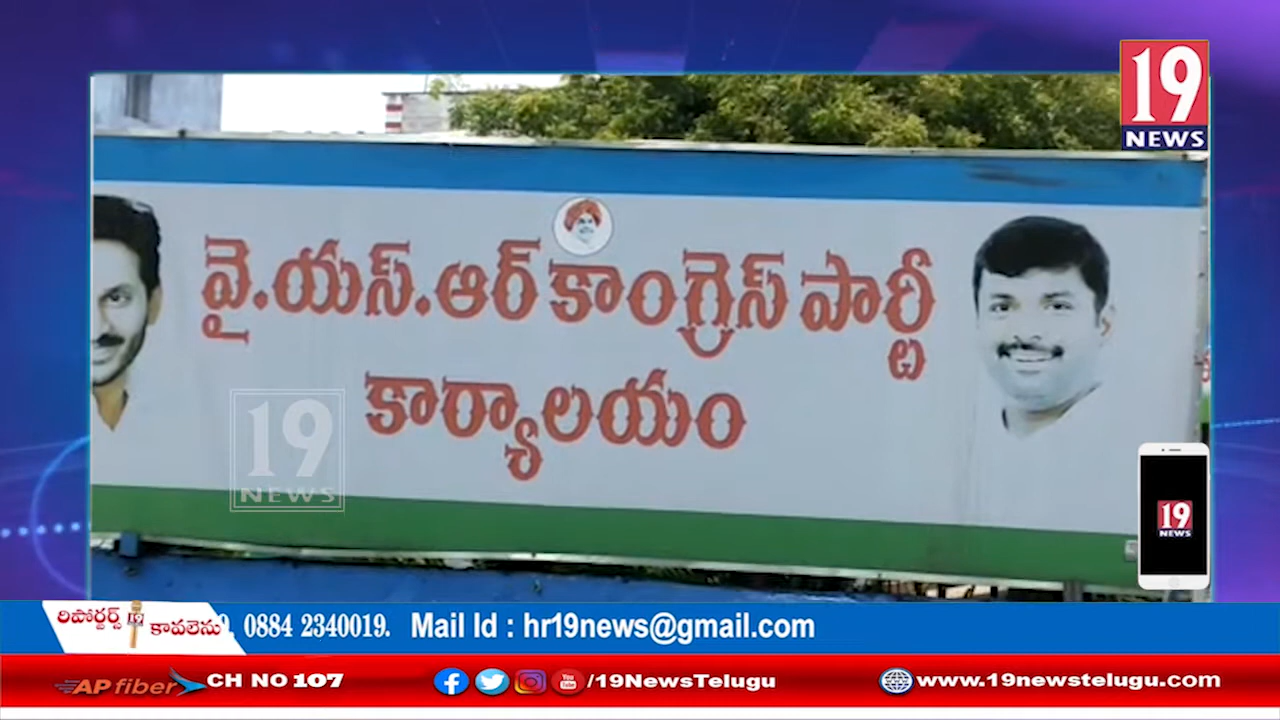 19
NEWS
వై.యస్.ఆర్ కాంగ్రెస్ పార్టీ
కార్యాలయం
19
NEWS
19
NEWS
రిపోర్టర్స్ 19 కావలెను
0884 2340019. Mail Id : hr19news@gmail.com
AP fiber CH NO 107 /19NewsTelugu www.19newstelugu.com